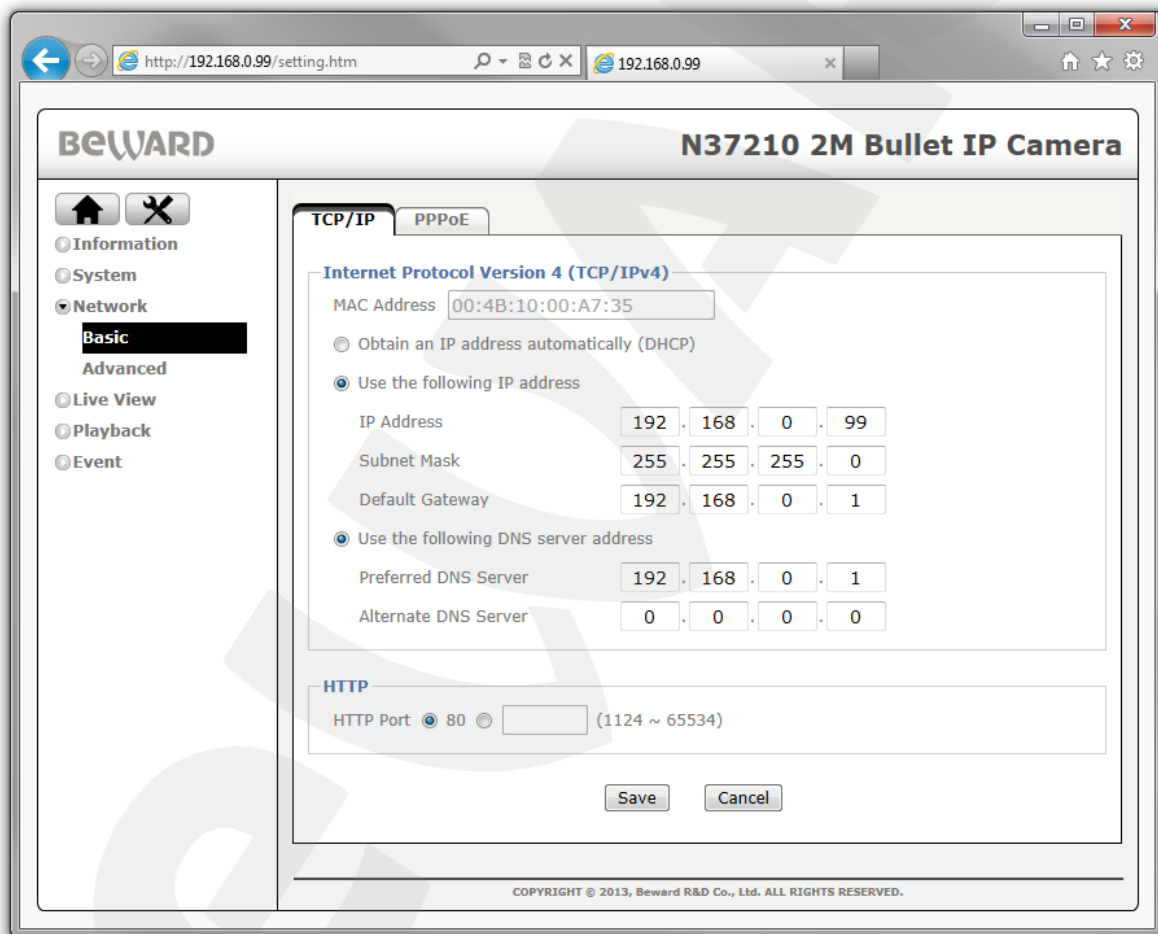 http://192.168.0.99/setting.htm
192.168.0.99
BEWARD
N37210 2M Bullet IP Camera
Information
System
Network
Basic
Advanced
Live View
Playback
Event
TCP/IP PPPoE
Internet Protocol Version 4 (TCP/IPv4)
MAC Address 00:4B:10:00:A7:35
Obtain an IP address automatically (DHCP)
Use the following IP address
IP Address 192 . 168 . 0 . 99
Subnet Mask 255 . 255 . 255 . 0
Default Gateway 192 . 168 . 0 . 1
Use the following DNS server address
Preferred DNS Server 192 . 168 . 0 . 1
Alternate DNS Server 0 . 0 . 0 . 0
HTTP
HTTP Port 80 (1124 ~ 65534)
Save Cancel
COPYRIGHT © 2013, Beward R&D Co., Ltd. ALL RIGHTS RESERVED.